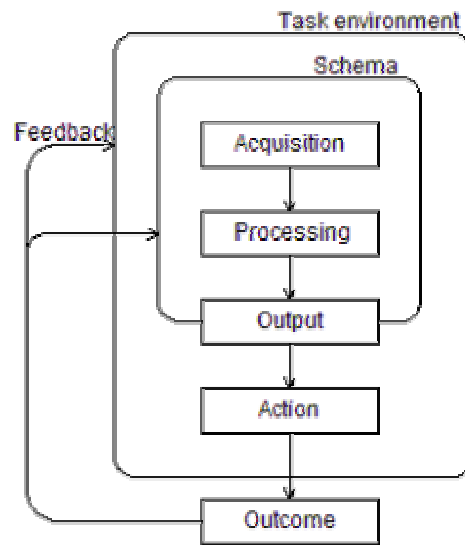 Task environment
Schema
Feedback
Acquisition
Processing
Output
Action
Outcome